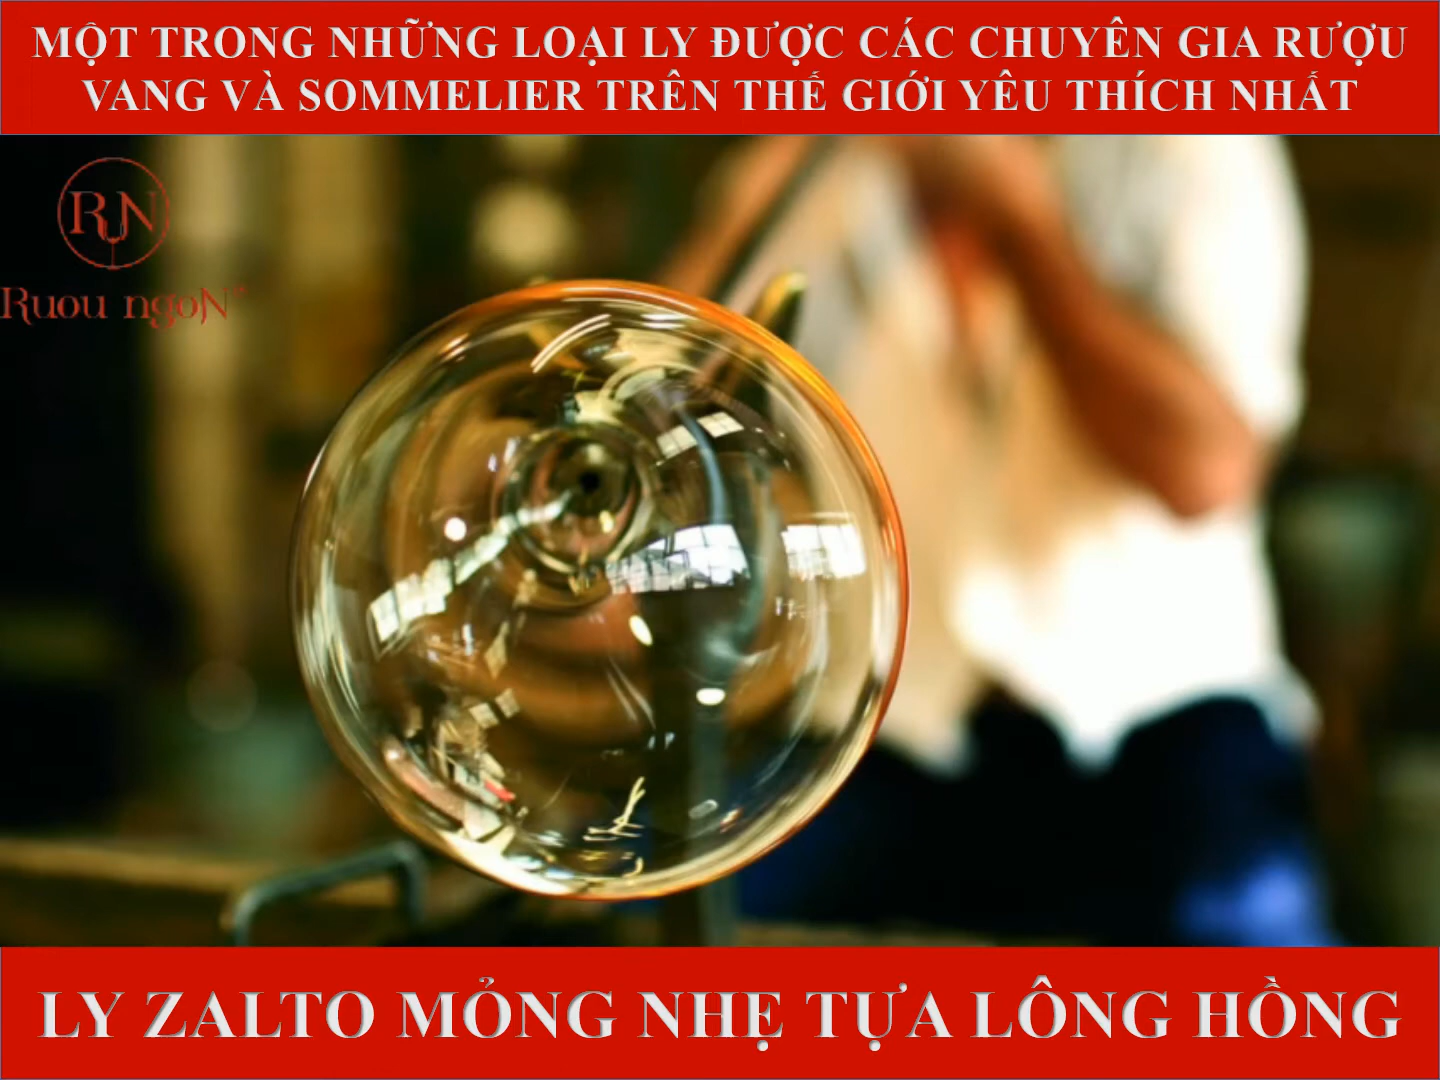 MỘT TRONG NHỮNG LOẠI LY ĐƯỢC CÁC CHUYÊN GIA RƯỢU
VANG VÀ SOMMELIER TRÊN THẾ GIỚI YÊU THÍCH NHẤT
RN
Ruou ngoN
LY ZALTO MỎNG NHẸ TỰA LÔNG HỒNG